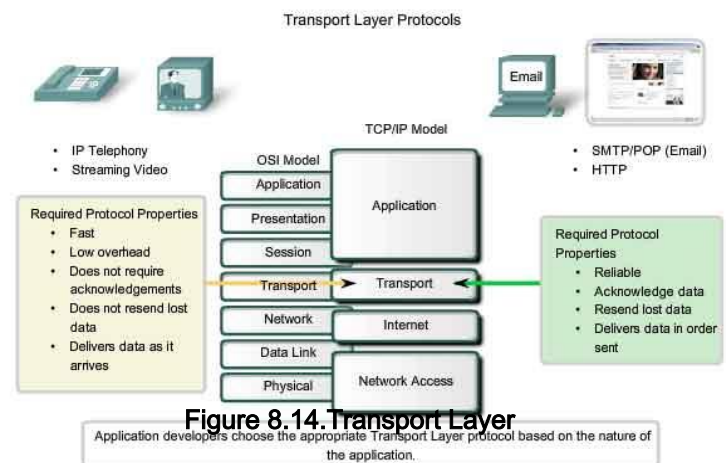 Transport Layer Protocols
Email
• IP Telephony
• Streaming Video
• SMTP/POP (Email)
• HTTP
OSI Model
TCP/IP Model
Application
Presentation
Session
Transport
Network
Data Link
Physical
Application
Transport
Internet
Network Access
Required Protocol Properties
• Fast
• Low overhead
• Does not require
acknowledgements
• Does not resend lost
data
• Delivers data as it
arrives
Required Protocol
Properties
• Reliable
• Acknowledge data
• Resend lost data
• Delivers data in order
sent
Figure 8.14.Transport Layer
Application developers choose the appropriate Transport Layer protocol based on the nature of
the application.